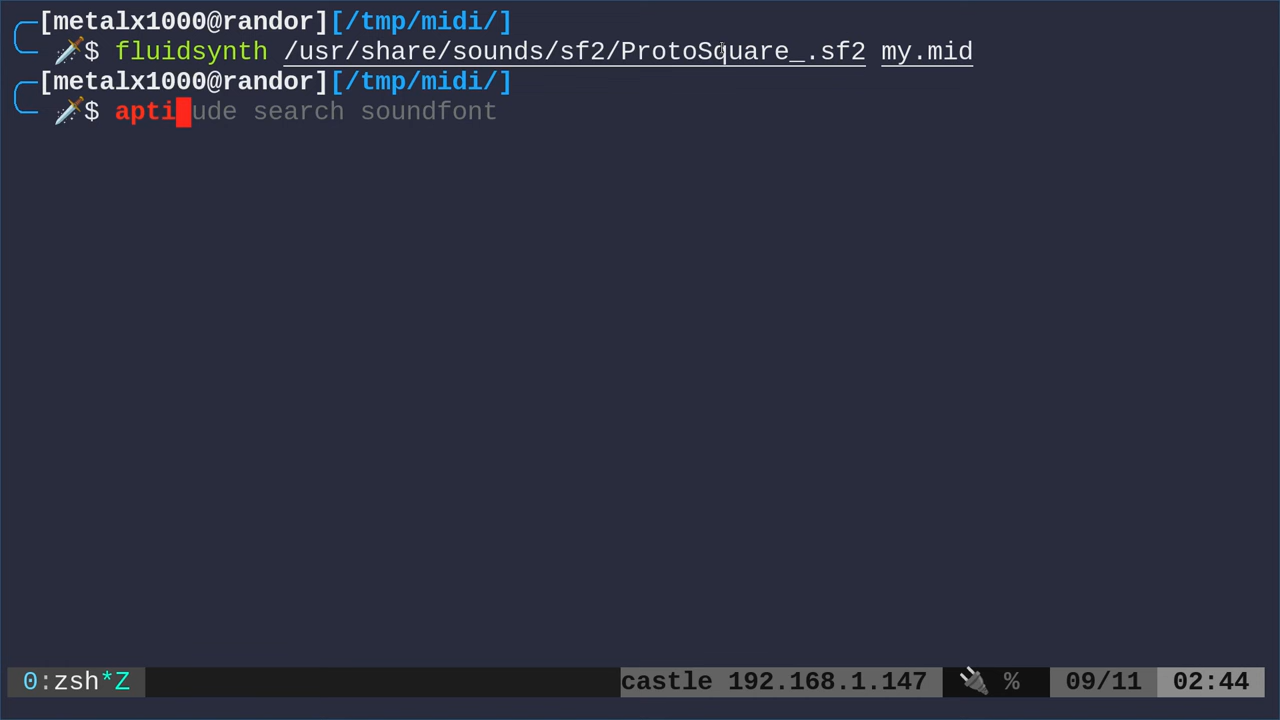 [metalx1000@randor][/tmp/midi/]
$ fluidsynth /usr/share/sounds/sf2/ProtoSquare_.sf2 my.mid
[metalx1000@randor][/tmp/midi/]
$ aptitude search soundfont
0:zsh*Z castle 192.168.1.147 % 09/11 02:44